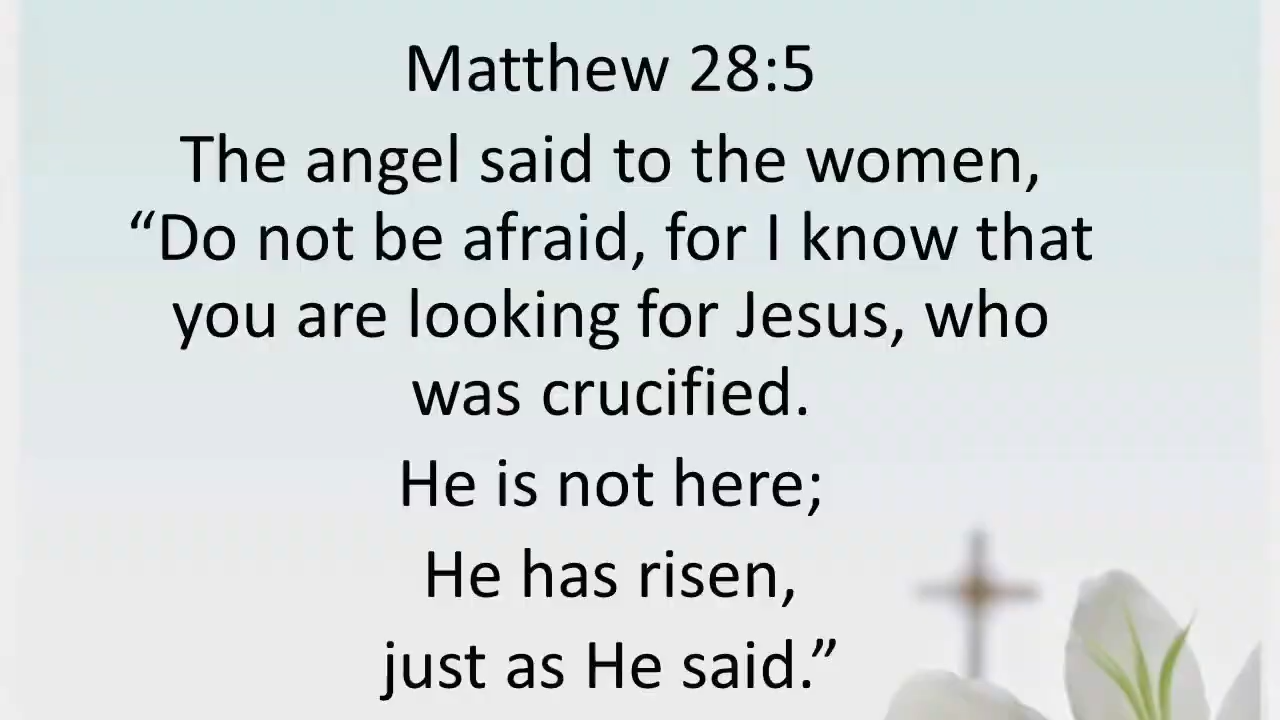 Matthew 28:5
The angel said to the women,
“Do not be afraid, for I know that
you are looking for Jesus, who
was crucified.
He is not here;
He has risen,
just as He said.”